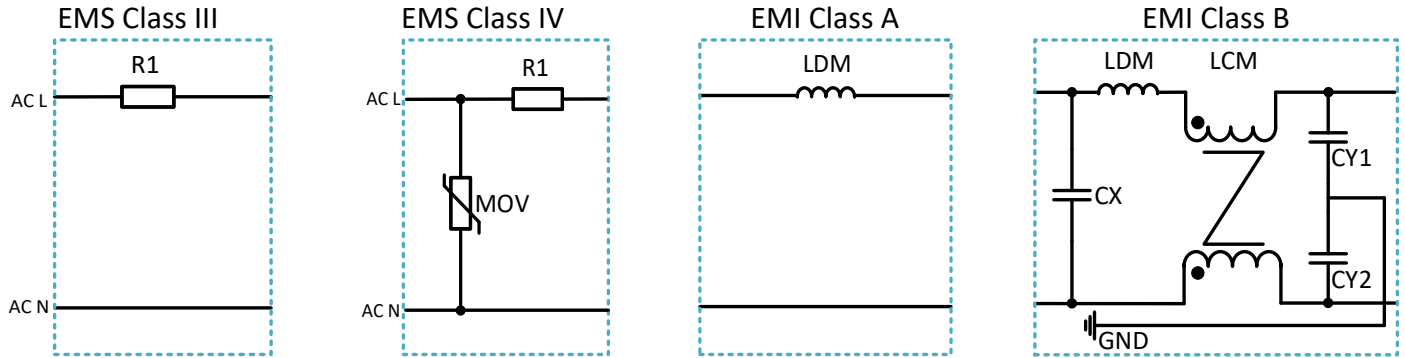 EMS Class III
EMS Class IV
EMI Class A
EMI Class B
R1
AC L
AC N
R1
AC L
MOV
AC N
LDM
LDM
LCM
CX
CY1
CY2
GND